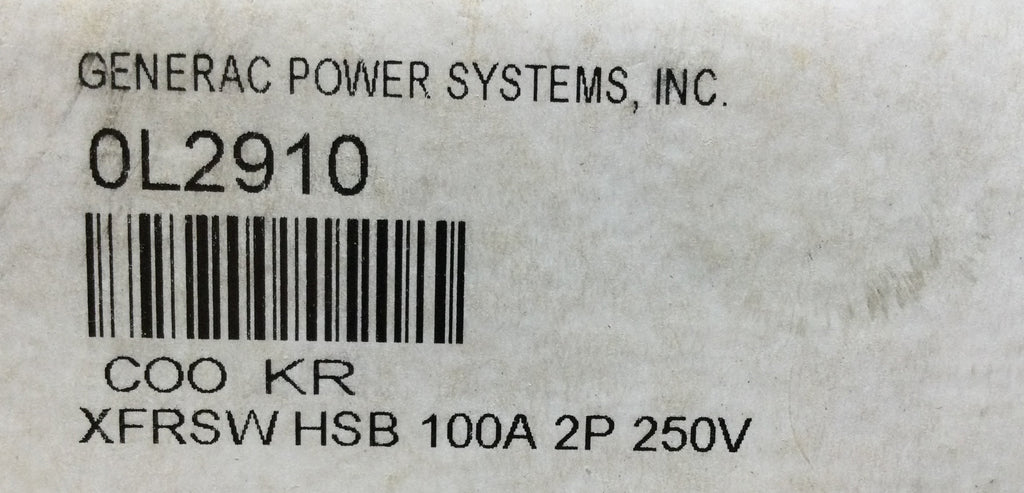 GENERAC POWER SYSTEMS, INC.
0L2910
COO KR
XFRSW HSB 100A 2P 250V